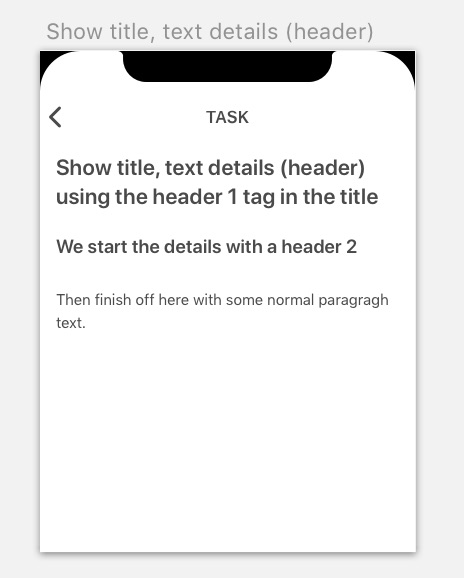 Show title, text details (header)
TASK
Show title, text details (header)
using the header 1 tag in the title
We start the details with a header 2
Then finish off here with some normal paragragh
text.